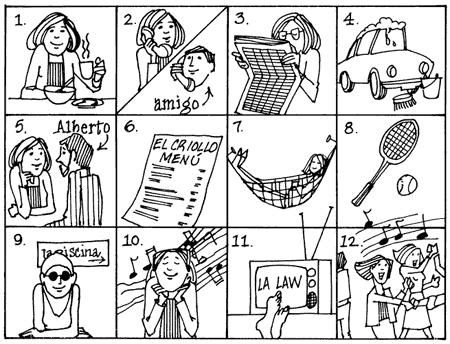 1.
2.
amigo
3.
4.
5.
Alberto
6.
EL CRIOLLO
MENÚ
7.
8.
9.
la piscina
10.
11.
LA LAW
12.